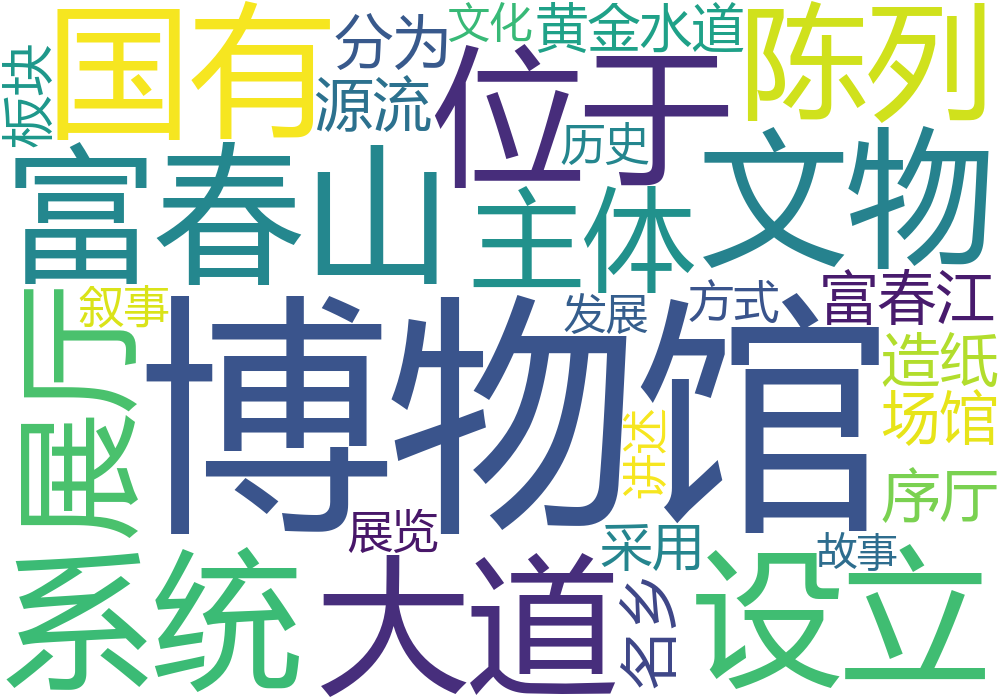 国有
分为
文化
黄金水道
陈列
板块
源流
位于
历史
文物
富春山
主体
叙事
发展
方式
富春江
展厅
博物馆
造纸
场馆
讲述
序厅
展览
采用
故事
系统
大道
名乡
设立